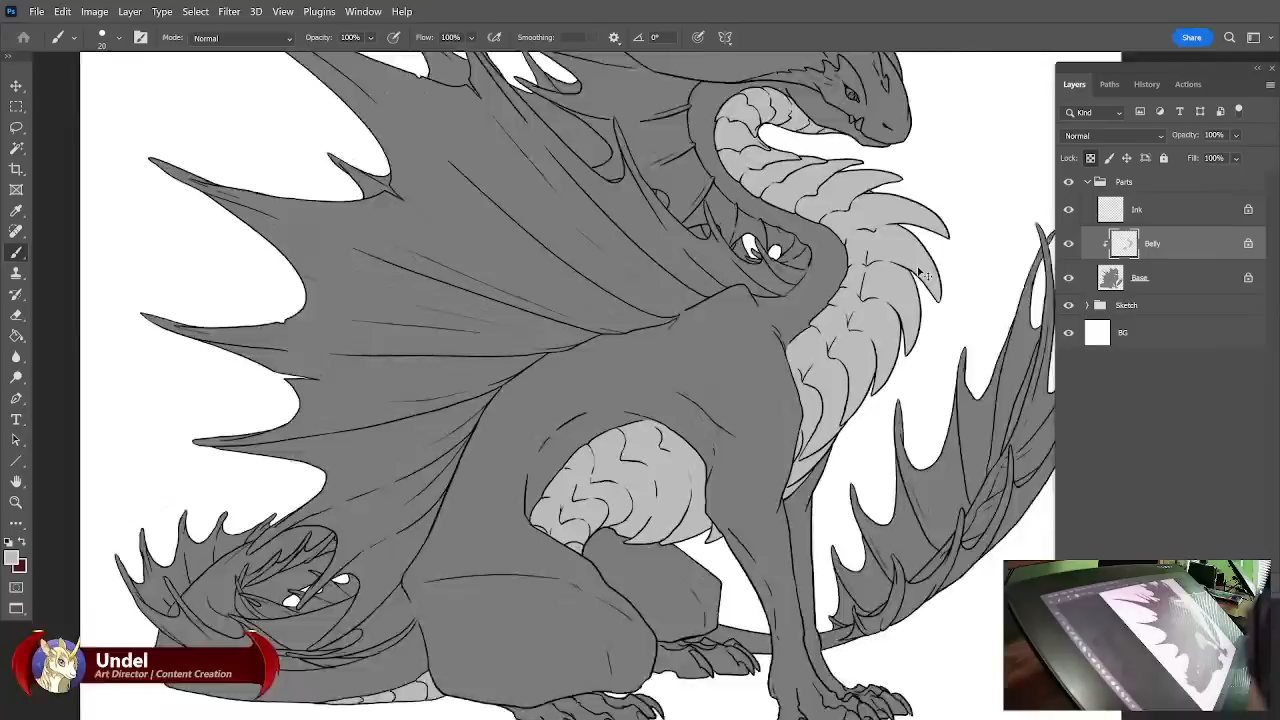 Ps File Edit Image Layer Type Select Filter 3D View Plugins Window Help
20 Mode: Normal Opacity: 100% Flow: 100% Smoothing: 0° Share
Layers Paths History Actions
Kind
Normal Opacity: 100%
Lock: Fill: 100%
Parts
Ink
Belly
Base
Sketch
BG
Undel
Art Director | Content Creation